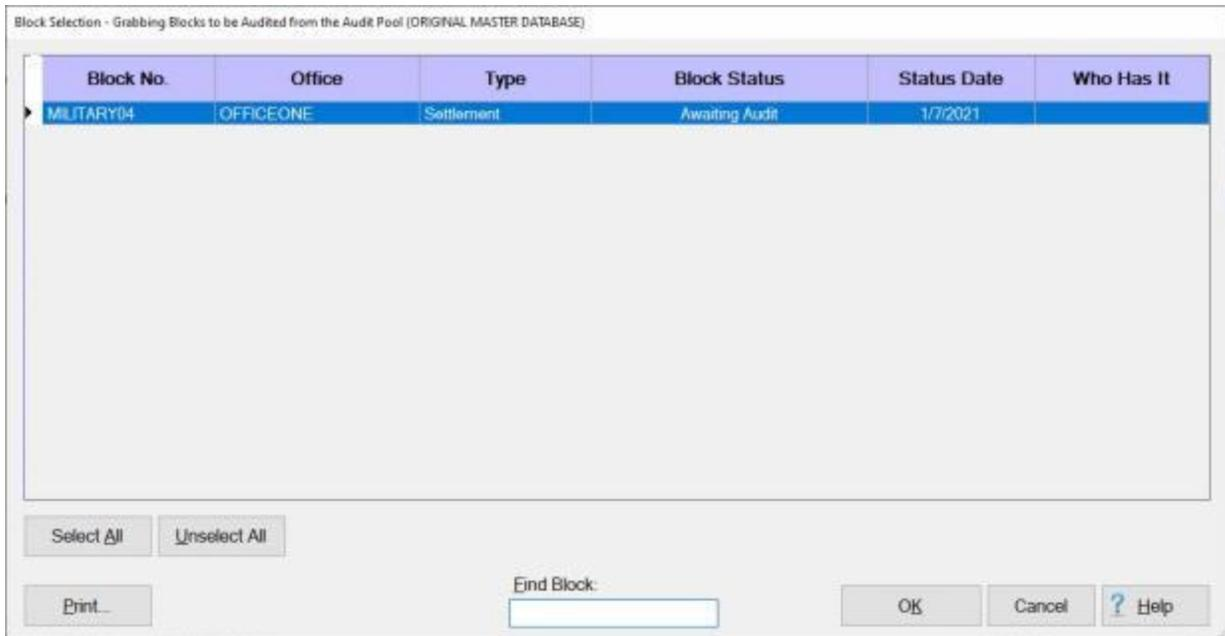 Block Selection - Grabbing Blocks to be Audited from the Audit Pool (ORIGINAL MASTER DATABASE)
Block No. Office Type Block Status Status Date Who Has It
MILITARY04 OFFICEONE Settlement Awaiting Audit 1/7/2021
Select All Unselect All
Find Block:
Print... OK Cancel ? Help